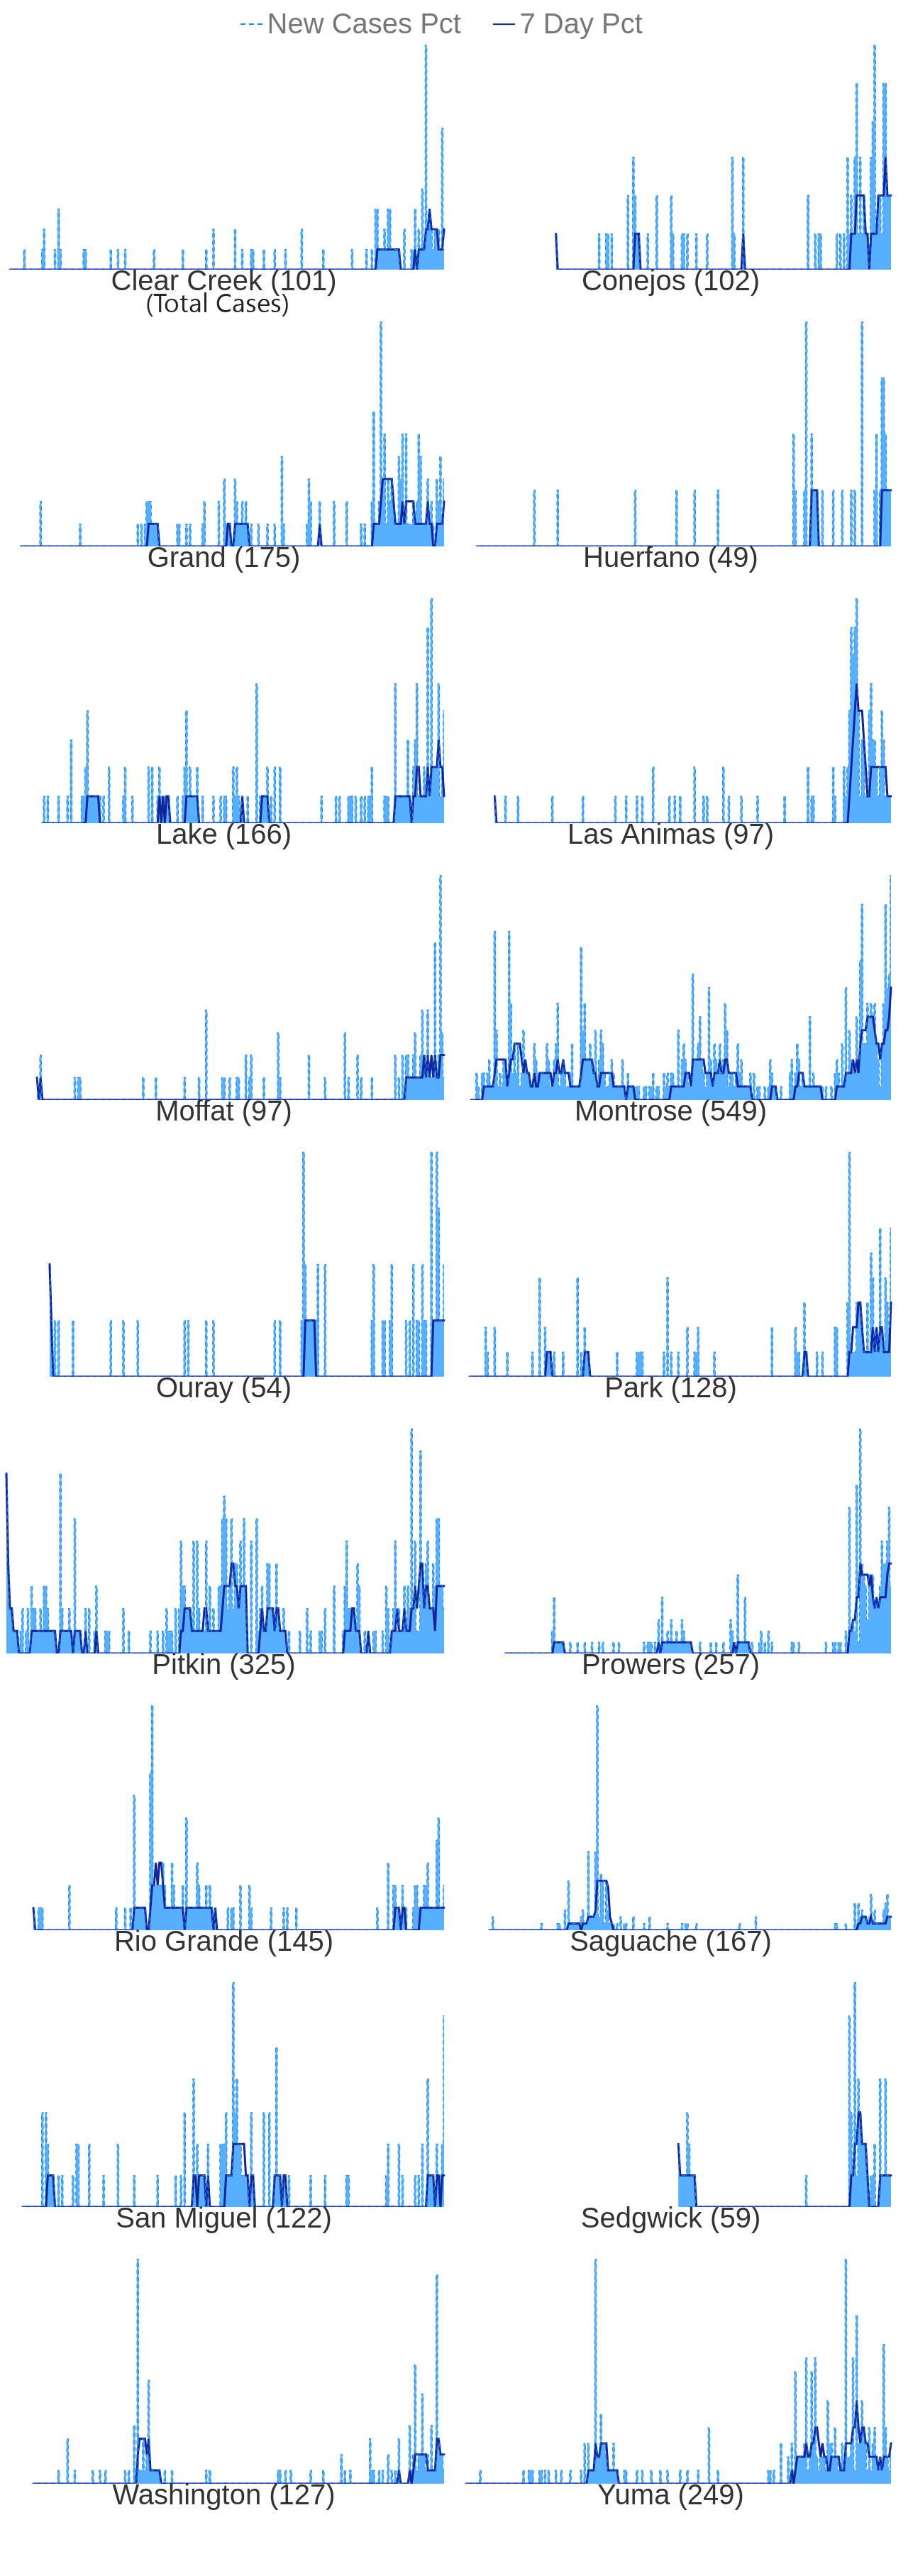 New Cases Pct 7 Day Pct
Clear Creek (101) Conejos (102)
(Total Cases)
Grand (175) Huerfano (49)
Lake (166) Las Animas (97)
Moffat (97) Montrose (549)
Ouray (54) Park (128)
Pitkin (325) Prowers (257)
Rio Grande (145) Saguache (167)
San Miguel (122) Sedgwick (59)
Washington (127) Yuma (249)